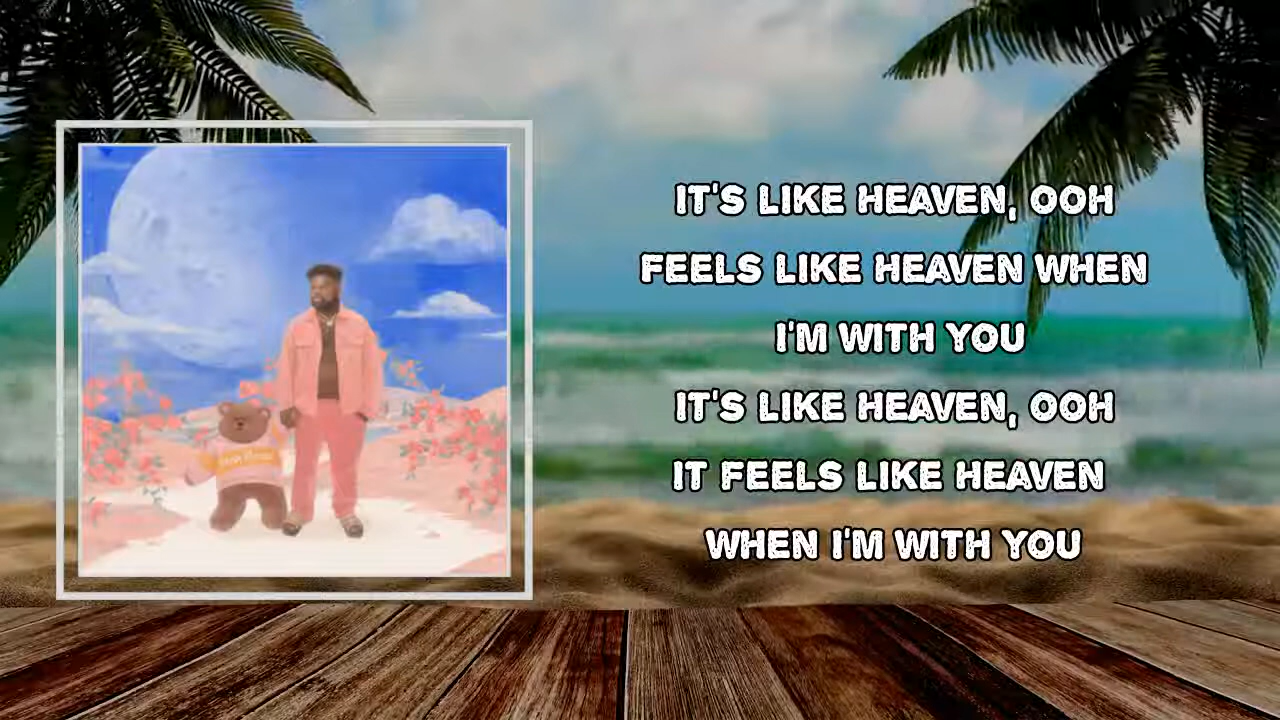 IT'S LIKE HEAVEN, OOH
FEELS LIKE HEAVEN WHEN
I'M WITH YOU
IT'S LIKE HEAVEN, OOH
IT FEELS LIKE HEAVEN
WHEN I'M WITH YOU